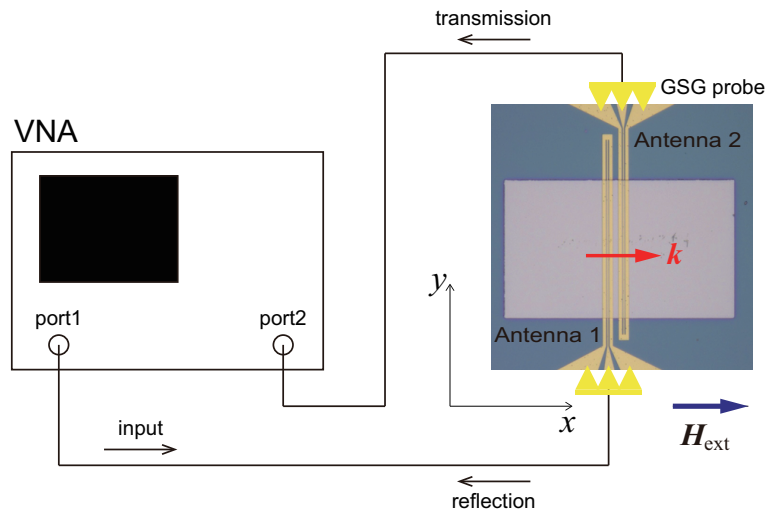 transmission
GSG probe
VNA
Antenna 2
port1
port2
k
y
Antenna 1
x
H ext
input
reflection